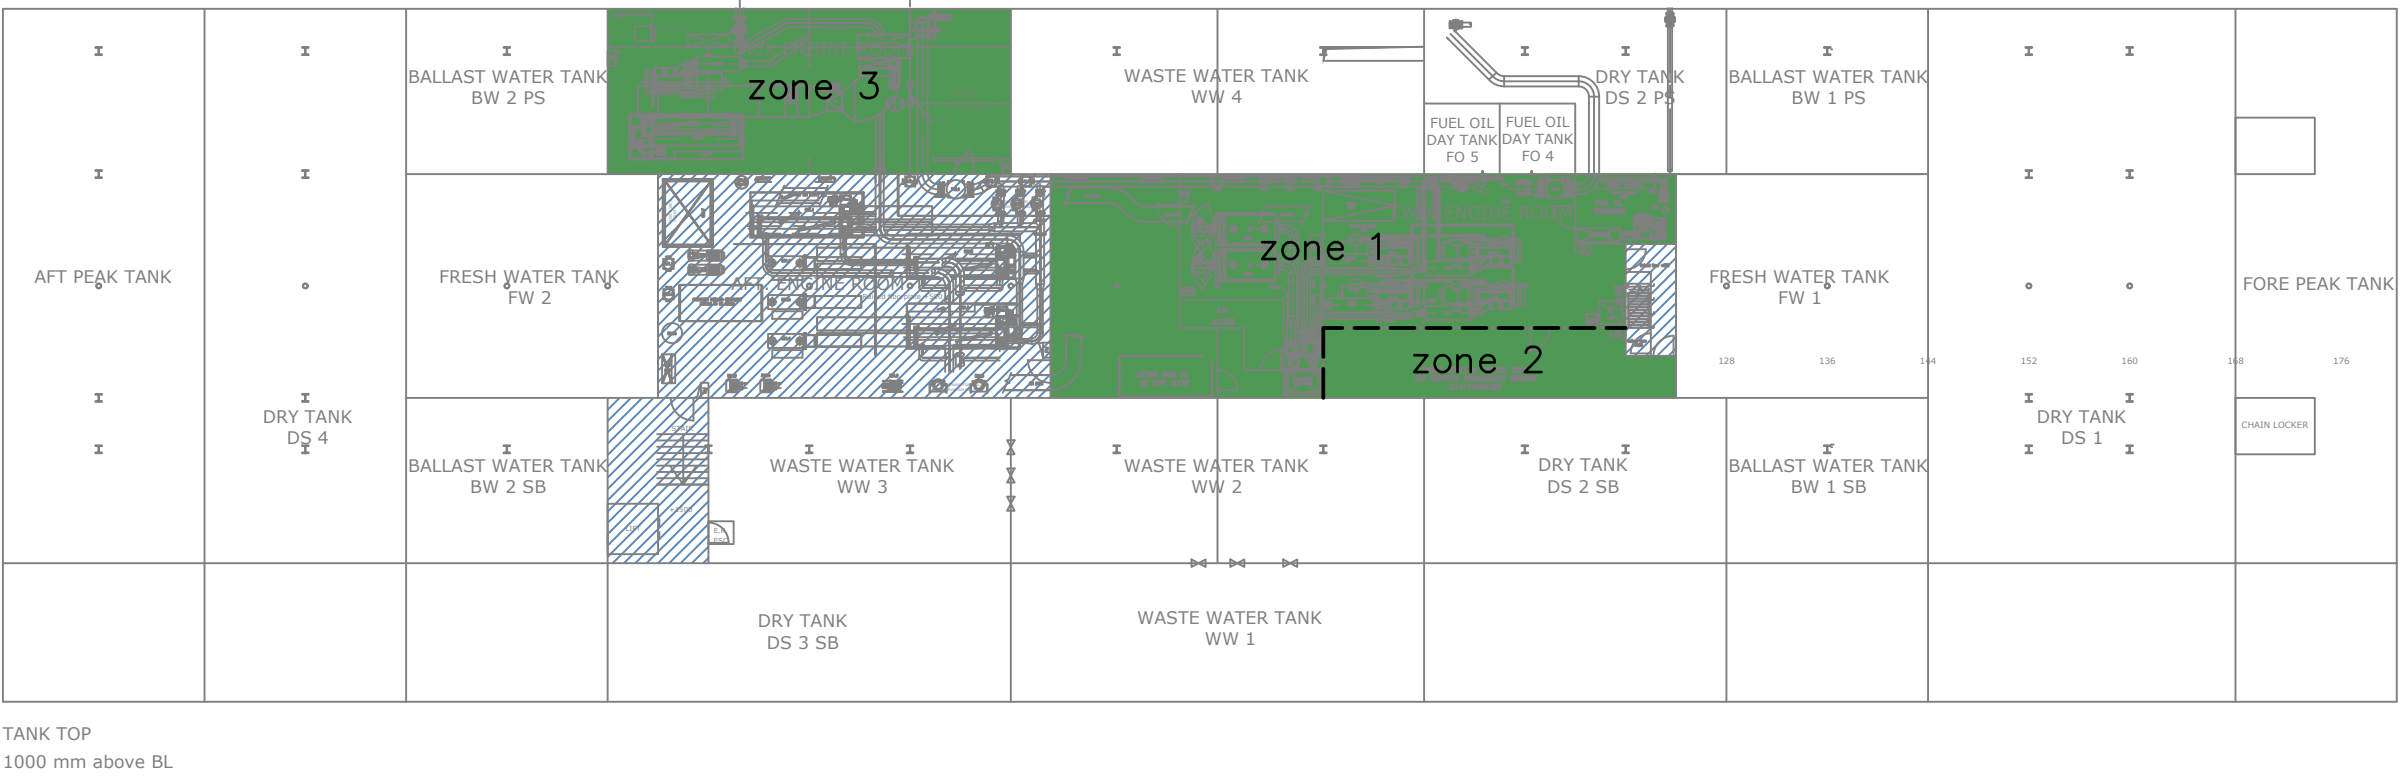 zone 3
BALLAST WATER TANK
BW 2 PS
WASTE WATER TANK
WW 4
DRY TANK
DS 2 PS
BALLAST WATER TANK
BW 1 PS
FUEL OIL
DAY TANK
FO 5
FUEL OIL
DAY TANK
FO 4
ENGINE ROOM
zone 1
AFT PEAK TANK
FRESH WATER TANK
FW 2
AFT. ENGINE ROOM
FRESH WATER TANK
FW 1
FORE PEAK TANK
zone 2
128
136
144
152
160
168
176
DRY TANK
DS 4
STAIR
BALLAST WATER TANK
BW 2 SB
WASTE WATER TANK
WW 3
WASTE WATER TANK
WW 2
DRY TANK
DS 2 SB
BALLAST WATER TANK
BW 1 SB
DRY TANK
DS 1
CHAIN LOCKER
+1500
LIFT
DRY TANK
DS 3 SB
WASTE WATER TANK
WW 1
TANK TOP
1000 mm above BL